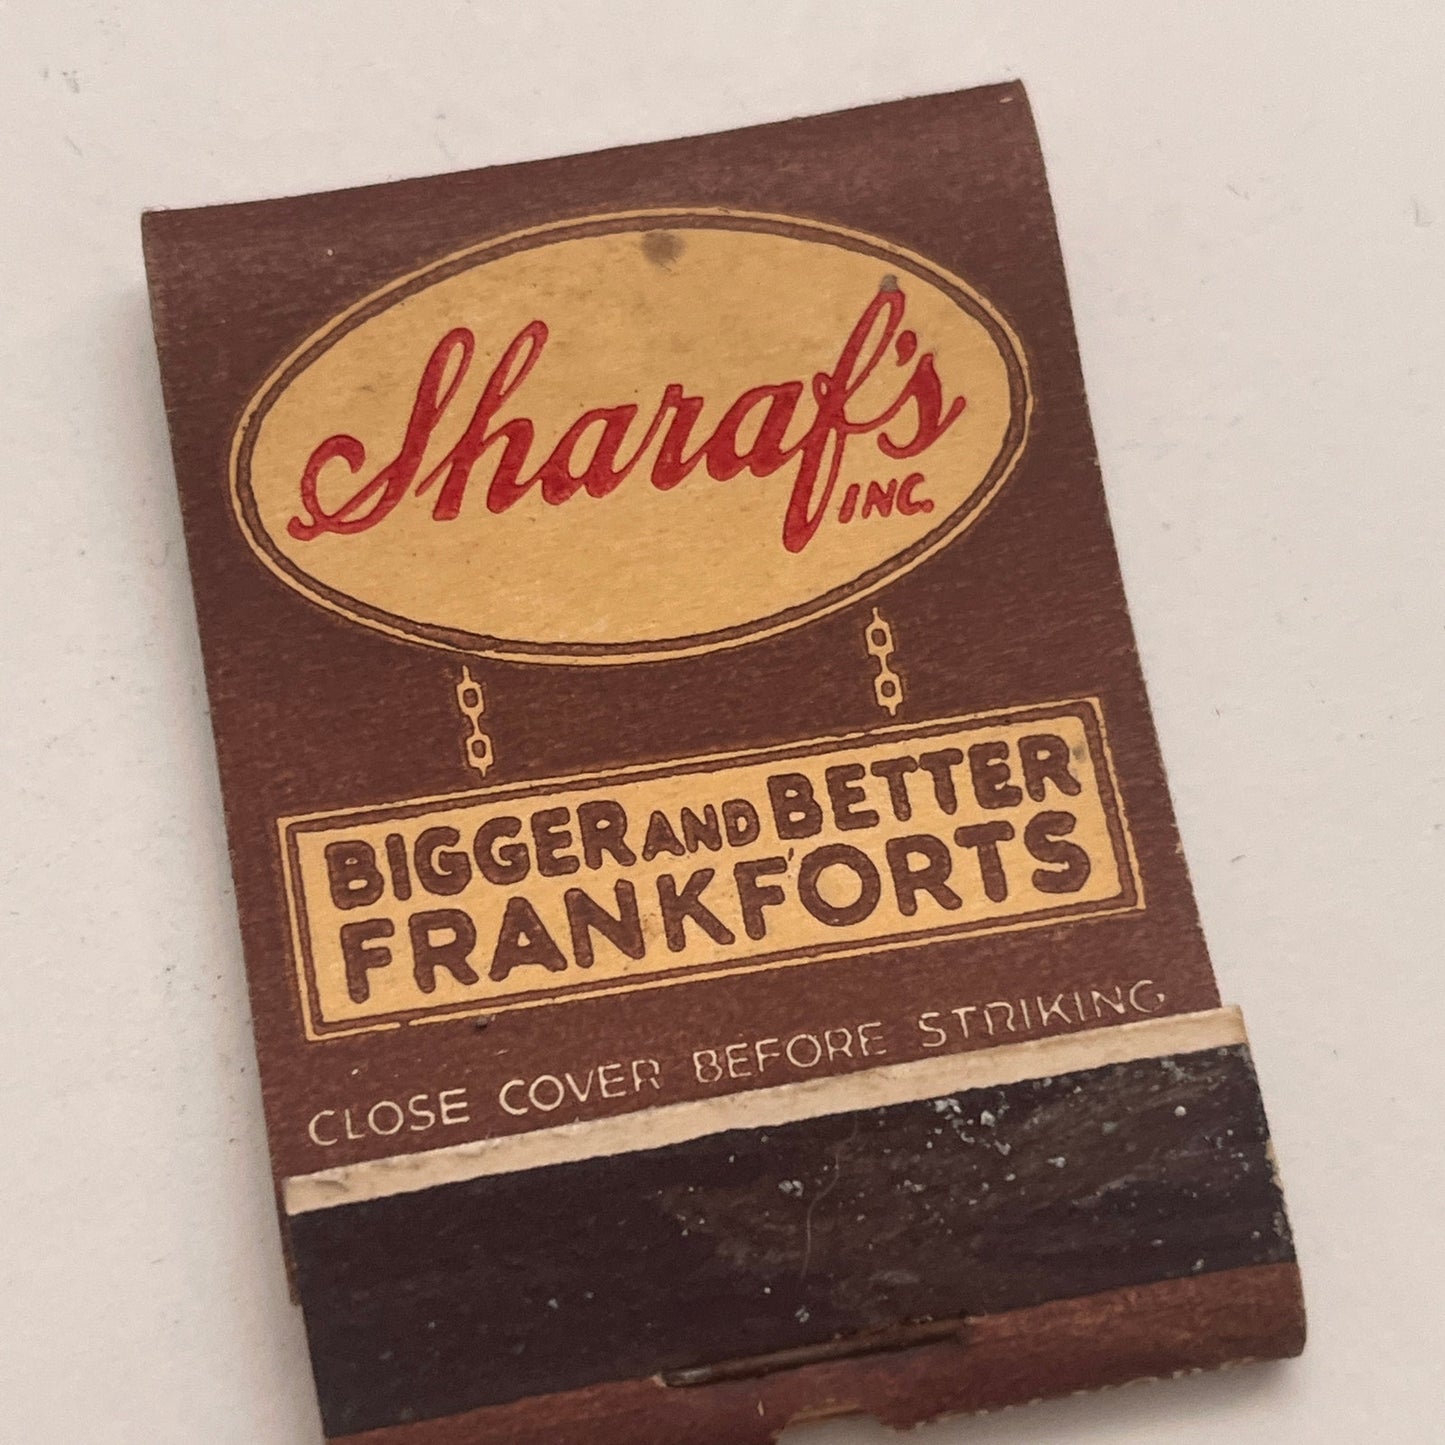 Sharaf's
INC.
BIGGER AND BETTER
FRANKFORTS
CLOSE COVER BEFORE STRIKING